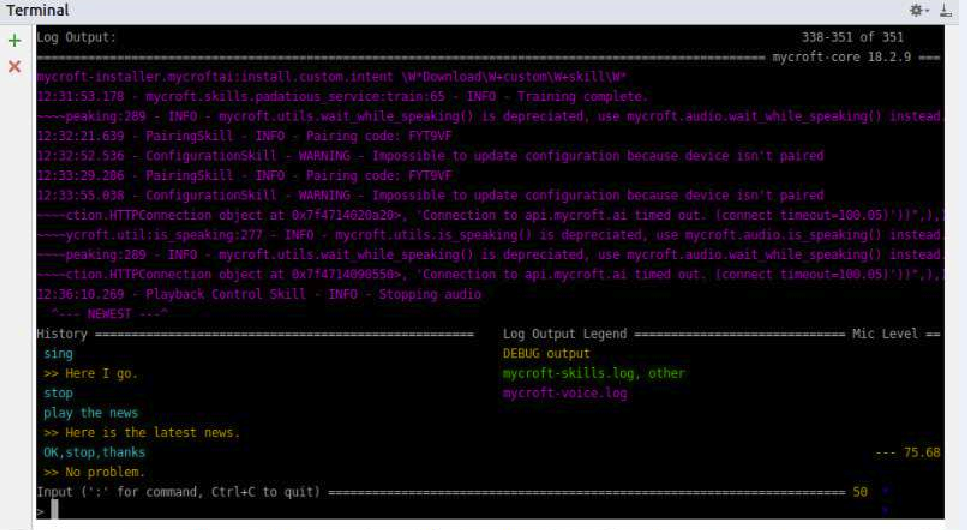 Terminal
Log Output: 338-351 of 351
mycroft-core 18.2.9 ===
mycroft-installer.mycroftai:install.custom.intent \W*Download\W+custom\W+skill\W*
12:31:53.178 - mycroft.skills.padatious_service:train:65 - INFO - Training complete.
~~~~peaking:289 - INFO - mycroft.utils.wait_while_speaking() is depreciated, use mycroft.audio.wait_while_speaking() instead.
12:32:21.639 - PairingSkill - INFO - Pairing code: FYT9VF
12:32:52.536 - ConfigurationSkill - WARNING - Impossible to update configuration because device isn't paired
12:33:29.286 - PairingSkill - INFO - Pairing code: FYT9VF
12:33:55.038 - ConfigurationSkill - WARNING - Impossible to update configuration because device isn't paired
~~~~ction.HTTPConnection object at 0x7f4714020b20>, 'Connection to api.mycroft.ai timed out. (connect timeout=100.05)'))",),)
~~~~ycroft.util:is_speaking:277 - INFO - mycroft.utils.is_speaking() is depreciated, use mycroft.audio.is_speaking() instead.
~~~~peaking:289 - INFO - mycroft.utils.wait_while_speaking() is depreciated, use mycroft.audio.wait_while_speaking() instead.
~~~~ction.HTTPConnection object at 0x7f4714090550>, 'Connection to api.mycroft.ai timed out. (connect timeout=100.05)'))",),)
12:36:10.269 - Playback Control Skill - INFO - Stopping audio
^--- NEWEST ---^
History === Log Output Legend === Mic Level ==
sing DEBUG output
>> Here I go. mycroft-skills.log, other
stop mycroft-voice.log
play the news
>> Here is the latest news.
OK,stop,thanks --- 75.68
>> No problem.
Input (':' for command, Ctrl+C to quit) === 50 *
> *